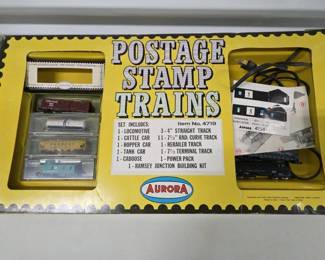 POSTAGE
STAMP
TRAINS
Item No. 4719
SET INCLUDES:
1 - LOCOMOTIVE
1 - CATTLE CAR
1 - HOPPER CAR
1 - TANK CAR
1 - CABOOSE
3 - 4" STRAIGHT TRACK
11 - 7½" RAD. CURVE TRACK
1 - RERAILER TRACK
1 - 7½ TERMINAL TRACK
1 - POWER PACK
1 - RAMSEY JUNCTION BUILDING KIT
AURORA